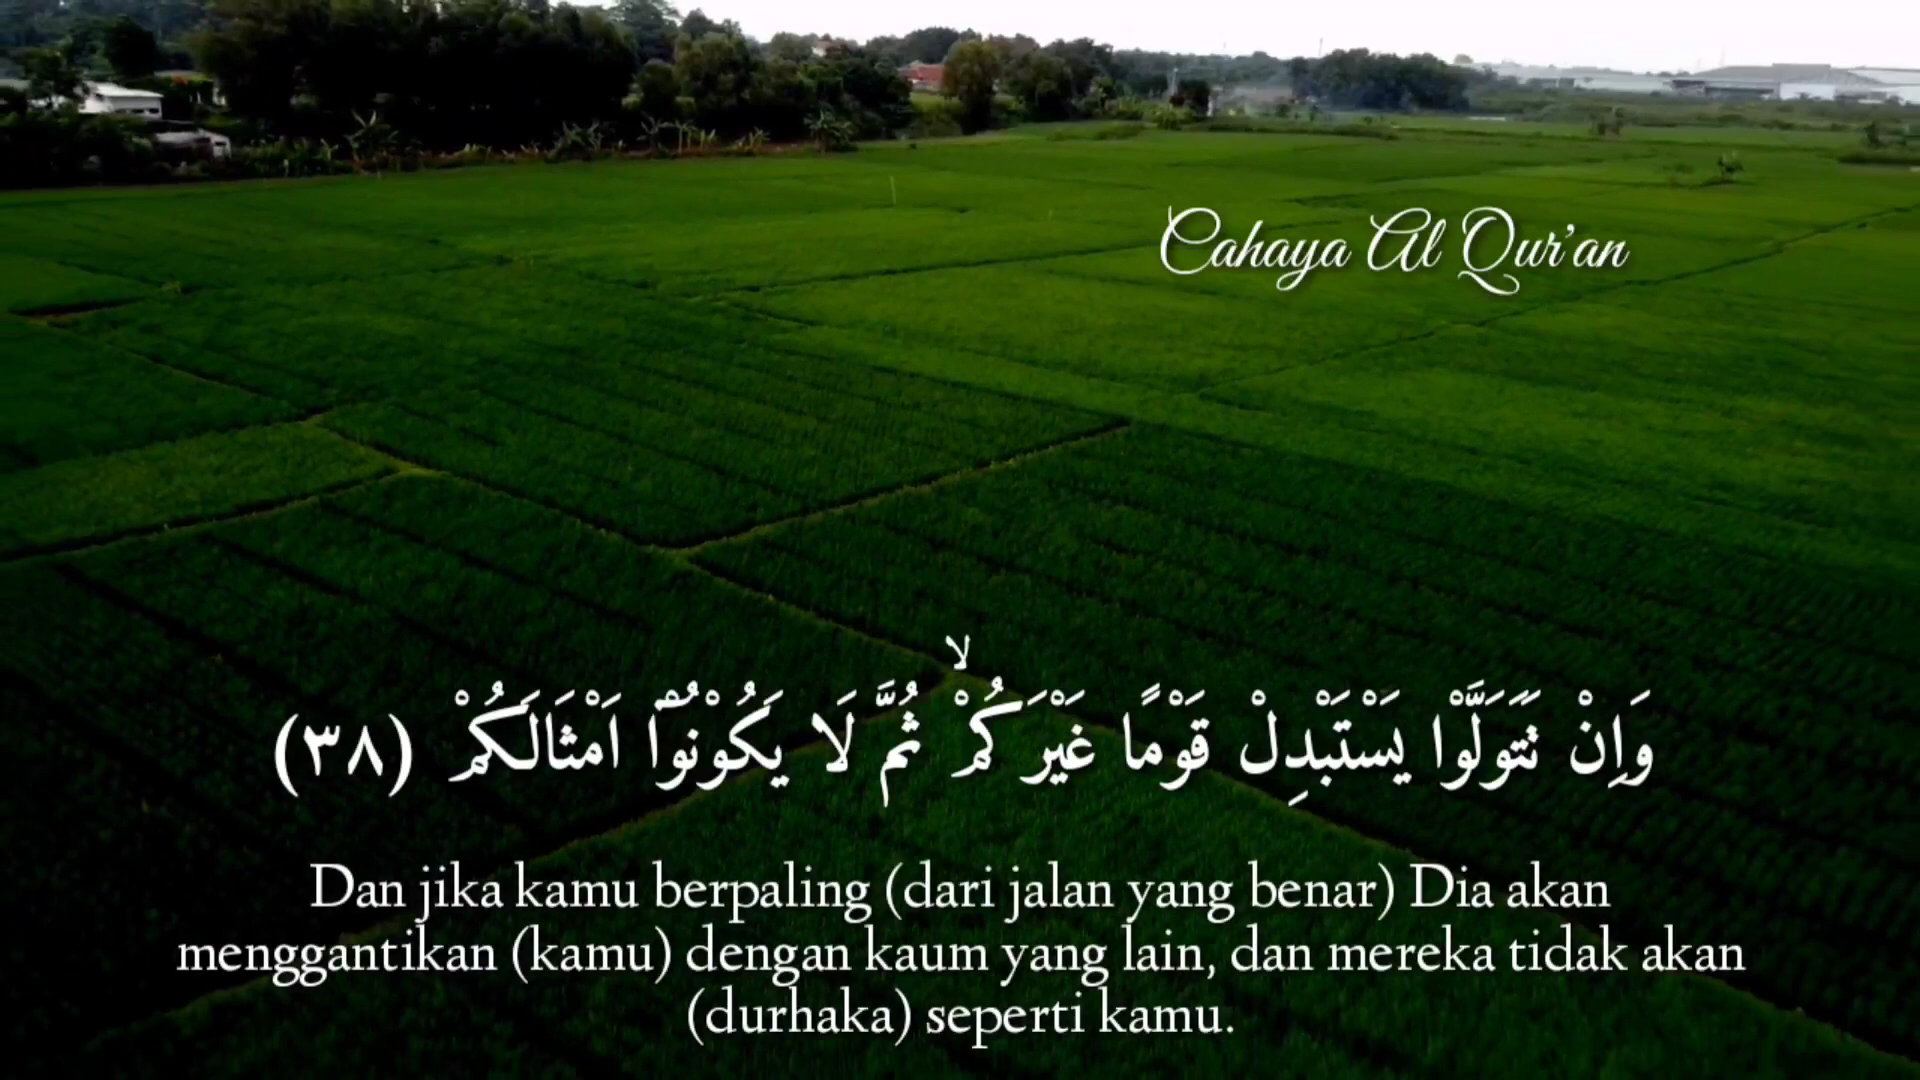 Cahaya Al Qur'an
وَاِنْ تَتَوَلَّوْا يَسْتَبْدِلْ قَوْمًا غَيْرَكُمْۙ ثُمَّ لَا يَكُوْنُوْٓا اَمْثَالَكُمْ (٣٨)
Dan jika kamu berpaling (dari jalan yang benar) Dia akan
menggantikan (kamu) dengan kaum yang lain, dan mereka tidak akan
(durhaka) seperti kamu.